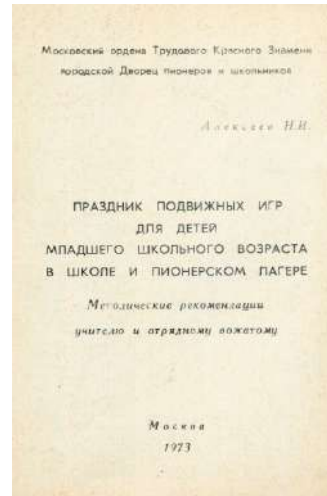 Московский ордена Трудового Красного Знамени
городской Дворец пионеров и школьников
Алексеев Н.И.
ПРАЗДНИК ПОДВИЖНЫХ ИГР
ДЛЯ ДЕТЕЙ
МЛАДШЕГО ШКОЛЬНОГО ВОЗРАСТА
В ШКОЛЕ И ПИОНЕРСКОМ ЛАГЕРЕ
Методические рекомендации
учителю и отрядному вожатому
Москва
1973